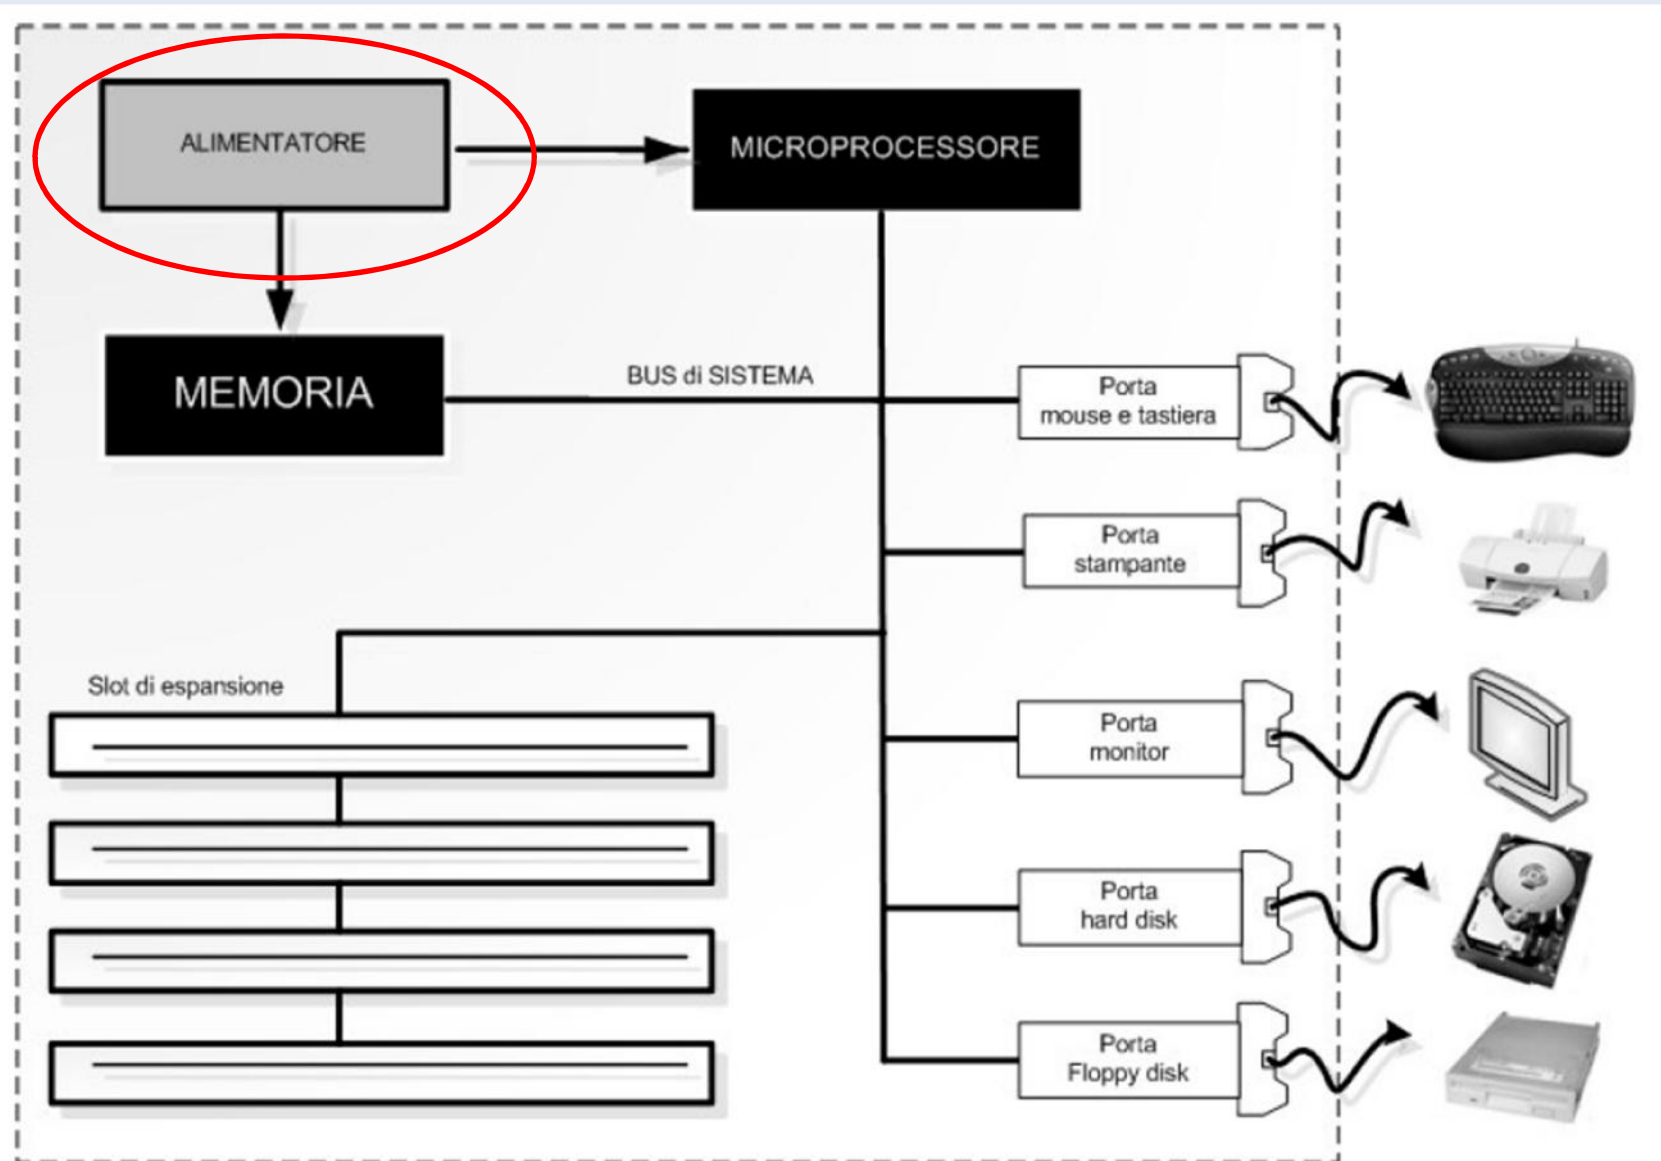 ALIMENTATORE
MICROPROCESSORE
MEMORIA
BUS di SISTEMA
Porta
mouse e tastiera
Porta
stampante
Slot di espansione
Porta
monitor
Porta
hard disk
Porta
Floppy disk